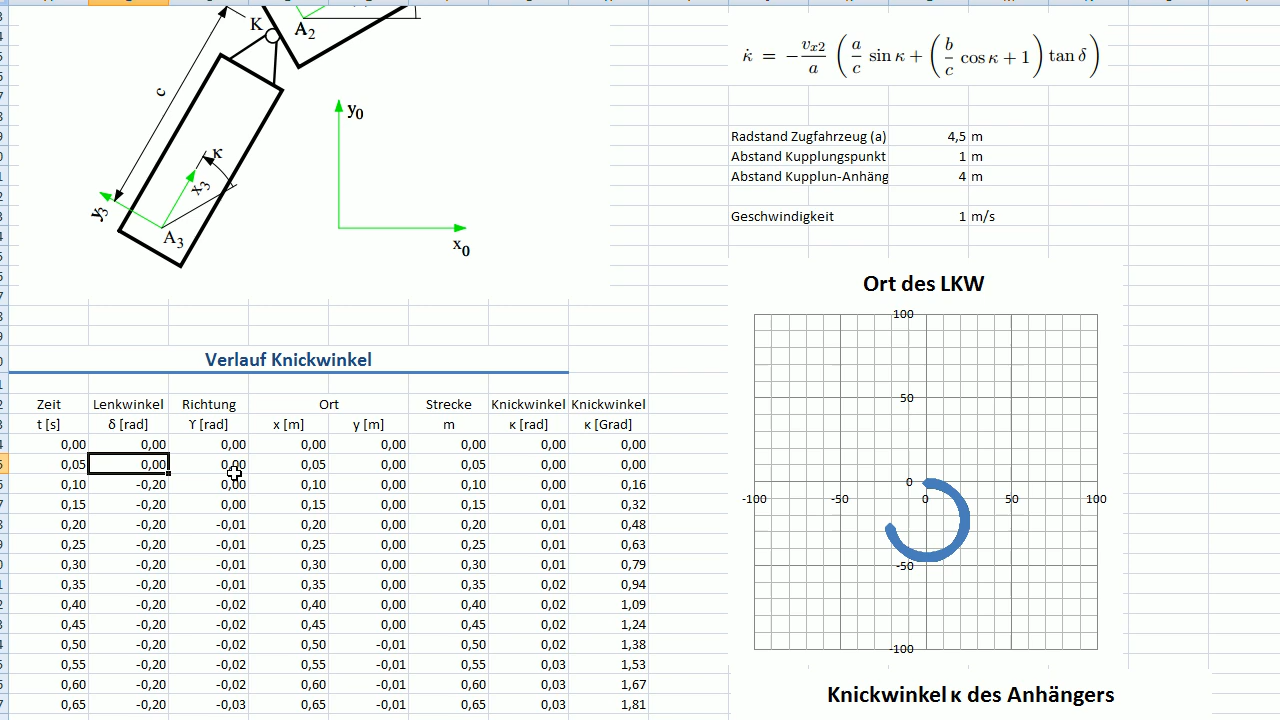 K
A2
c
κ
x3
y3
A3
y0
x0
κ̇ = − vx2/a ( a/c sin κ + ( b/c cos κ + 1 ) tan δ )
Radstand Zugfahrzeug (a) 4,5 m
Abstand Kupplungspunkt 1 m
Abstand Kupplun-Anhäng 4 m
Geschwindigkeit 1 m/s
Ort des LKW
100
50
0
-100 -50 0 50 100
-50
-100
Verlauf Knickwinkel
Zeit Lenkwinkel Richtung Ort Strecke Knickwinkel Knickwinkel
t [s] δ [rad] ϒ [rad] x [m] y [m] m κ [rad] κ [Grad]
0,00 0,00 0,00 0,00 0,00 0,00 0,00 0,00
0,05 0,00 0,00 0,05 0,00 0,05 0,00 0,00
0,10 -0,20 0,00 0,10 0,00 0,10 0,00 0,16
0,15 -0,20 0,00 0,15 0,00 0,15 0,01 0,32
0,20 -0,20 -0,01 0,20 0,00 0,20 0,01 0,48
0,25 -0,20 -0,01 0,25 0,00 0,25 0,01 0,63
0,30 -0,20 -0,01 0,30 0,00 0,30 0,01 0,79
0,35 -0,20 -0,01 0,35 0,00 0,35 0,02 0,94
0,40 -0,20 -0,02 0,40 0,00 0,40 0,02 1,09
0,45 -0,20 -0,02 0,45 0,00 0,45 0,02 1,24
0,50 -0,20 -0,02 0,50 -0,01 0,50 0,02 1,38
0,55 -0,20 -0,02 0,55 -0,01 0,55 0,03 1,53
0,60 -0,20 -0,02 0,60 -0,01 0,60 0,03 1,67
0,65 -0,20 -0,03 0,65 -0,01 0,65 0,03 1,81
Knickwinkel κ des Anhängers